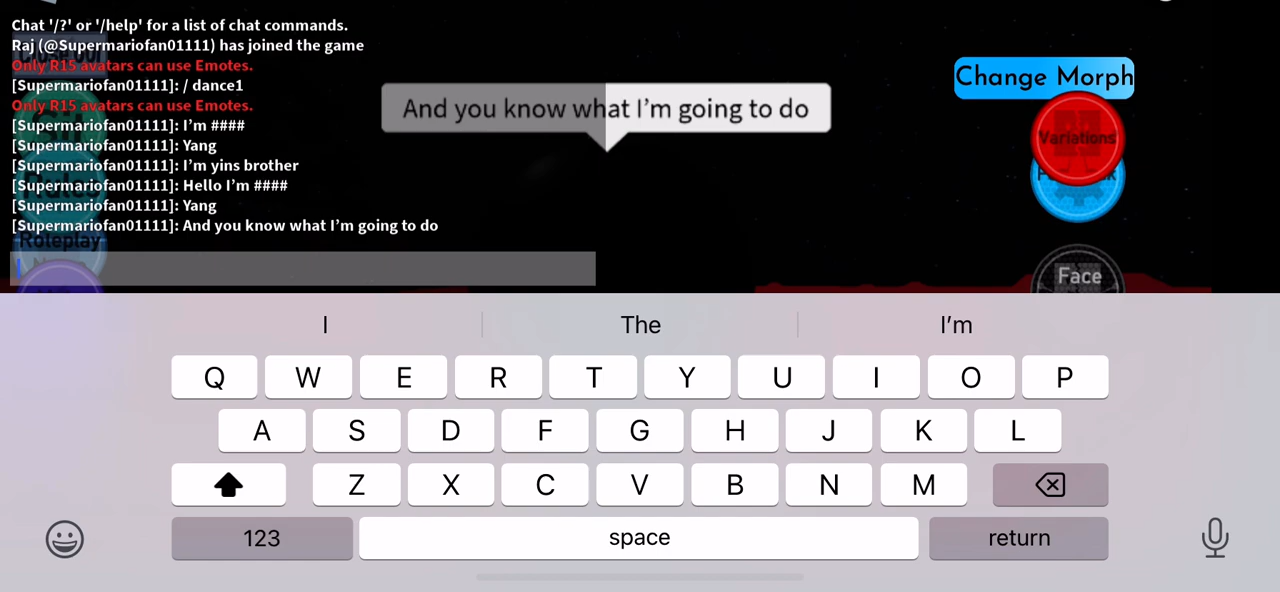 Chat '/?' or '/help' for a list of chat commands.
Raj (@Supermariofan01111) has joined the game
Only R15 avatars can use Emotes.
[Supermariofan01111]: / dance1
Only R15 avatars can use Emotes.
[Supermariofan01111]: I'm ####
[Supermariofan01111]: Yang
[Supermariofan01111]: I'm yins brother
[Supermariofan01111]: Hello I'm ####
[Supermariofan01111]: Yang
[Supermariofan01111]: And you know what I'm going to do
And you know what I'm going to do
Change Morph
Variations
Face
Rules
Roleplay
I The I'm
Q W E R T Y U I O P
A S D F G H J K L
Z X C V B N M
123 space return